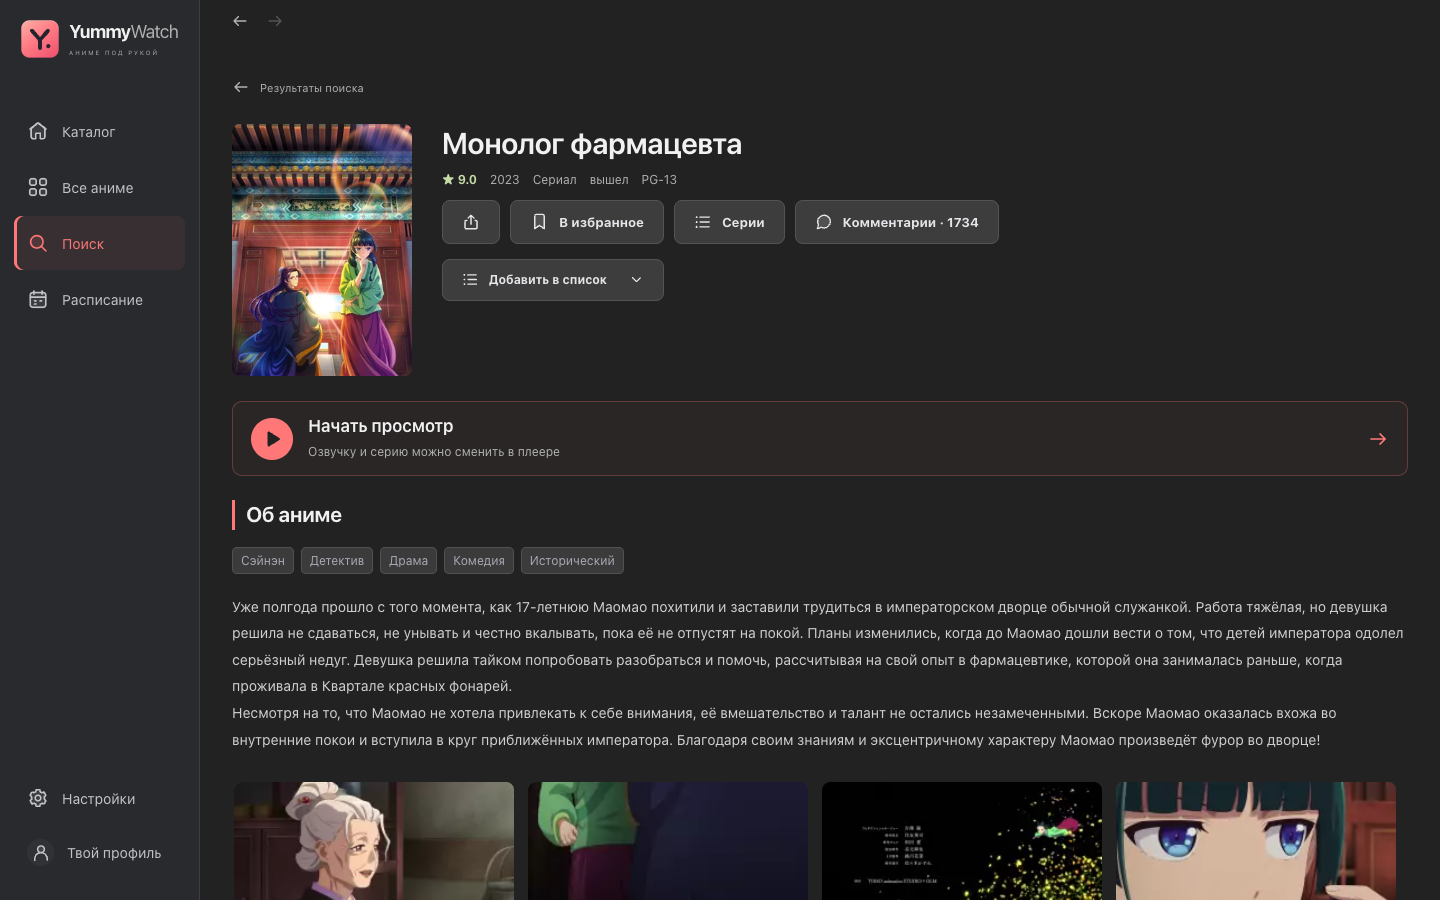 YummyWatch
АНИМЕ ПОД РУКОЙ
Каталог
Все аниме
Поиск
Расписание
Настройки
Твой профиль
Результаты поиска
Монолог фармацевта
9.0 2023 Сериал вышел PG-13
В избранное Серии Комментарии · 1734
Добавить в список
Начать просмотр
Озвучку и серию можно сменить в плеере
Об аниме
Сэйнэн Детектив Драма Комедия Исторический
Уже полгода прошло с того момента, как 17-летнюю Маомао похитили и заставили трудиться в императорском дворце обычной служанкой. Работа тяжёлая, но девушка
решила не сдаваться, не унывать и честно вкалывать, пока её не отпустят на покой. Планы изменились, когда до Маомао дошли вести о том, что детей императора одолел
серьёзный недуг. Девушка решила тайком попробовать разобраться и помочь, рассчитывая на свой опыт в фармацевтике, которой она занималась раньше, когда
проживала в Квартале красных фонарей.
Несмотря на то, что Маомао не хотела привлекать к себе внимания, её вмешательство и талант не остались незамеченными. Вскоре Маомао оказалась вхожа во
внутренние покои и вступила в круг приближённых императора. Благодаря своим знаниям и эксцентричному характеру Маомао произведёт фурор во дворце!